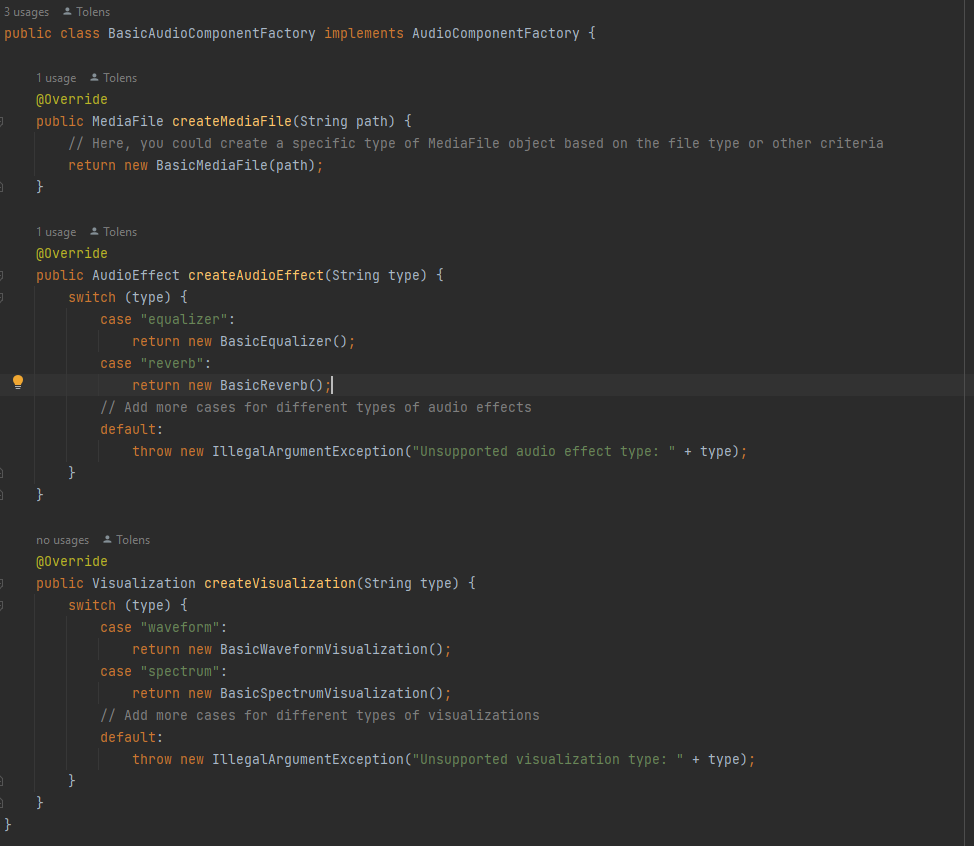 3 usages Tolens
public class BasicAudioComponentFactory implements AudioComponentFactory {
1 usage Tolens
@Override
public MediaFile createMediaFile(String path) {
// Here, you could create a specific type of MediaFile object based on the file type or other criteria
return new BasicMediaFile(path);
}
1 usage Tolens
@Override
public AudioEffect createAudioEffect(String type) {
switch (type) {
case "equalizer":
return new BasicEqualizer();
case "reverb":
return new BasicReverb();
// Add more cases for different types of audio effects
default:
throw new IllegalArgumentException("Unsupported audio effect type: " + type);
}
}
no usages Tolens
@Override
public Visualization createVisualization(String type) {
switch (type) {
case "waveform":
return new BasicWaveformVisualization();
case "spectrum":
return new BasicSpectrumVisualization();
// Add more cases for different types of visualizations
default:
throw new IllegalArgumentException("Unsupported visualization type: " + type);
}
}
}